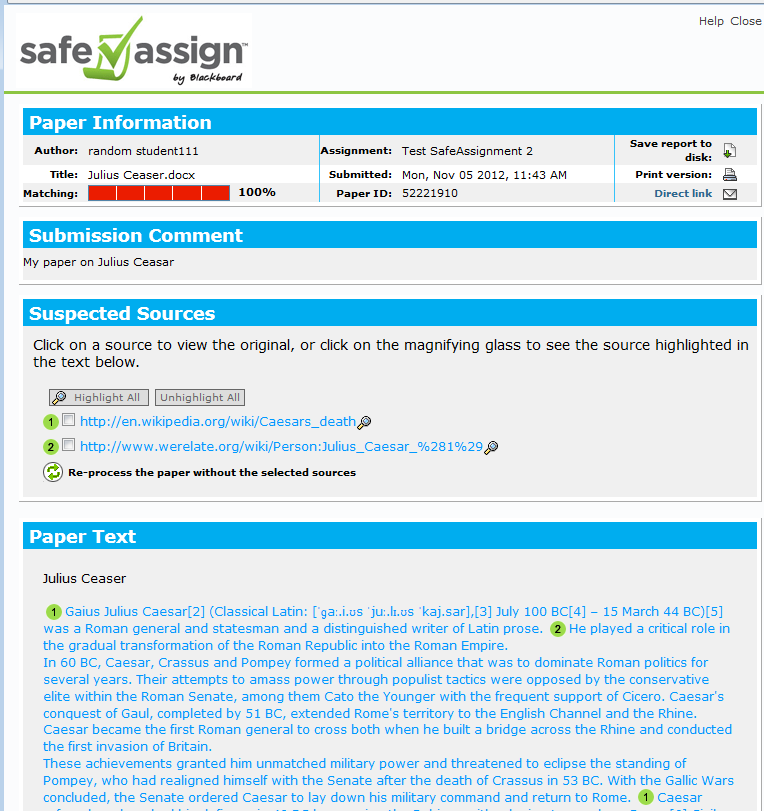 Help Close
safe assign™
by Blackboard
Paper Information
Author: random student111 Assignment: Test SafeAssignment 2 Save report to
disk:
Title: Julius Ceaser.docx Submitted: Mon, Nov 05 2012, 11:43 AM Print version:
Matching: 100% Paper ID: 52221910 Direct link
Submission Comment
My paper on Julius Ceasar
Suspected Sources
Click on a source to view the original, or click on the magnifying glass to see the source highlighted in
the text below.
Highlight All Unhighlight All
1 http://en.wikipedia.org/wiki/Caesars_death
2 http://www.werelate.org/wiki/Person:Julius_Caesar_%281%29
Re-process the paper without the selected sources
Paper Text
Julius Ceaser
1 Gaius Julius Caesar[2] (Classical Latin: [ˈɡaː.i.ʊs ˈjuː.lɪ.ʊs ˈkaj.sar],[3] July 100 BC[4] – 15 March 44 BC)[5]
was a Roman general and statesman and a distinguished writer of Latin prose. 2 He played a critical role in
the gradual transformation of the Roman Republic into the Roman Empire.
In 60 BC, Caesar, Crassus and Pompey formed a political alliance that was to dominate Roman politics for
several years. Their attempts to amass power through populist tactics were opposed by the conservative
elite within the Roman Senate, among them Cato the Younger with the frequent support of Cicero. Caesar's
conquest of Gaul, completed by 51 BC, extended Rome's territory to the English Channel and the Rhine.
Caesar became the first Roman general to cross both when he built a bridge across the Rhine and conducted
the first invasion of Britain.
These achievements granted him unmatched military power and threatened to eclipse the standing of
Pompey, who had realigned himself with the Senate after the death of Crassus in 53 BC. With the Gallic Wars
concluded, the Senate ordered Caesar to lay down his military command and return to Rome. 1 Caesar